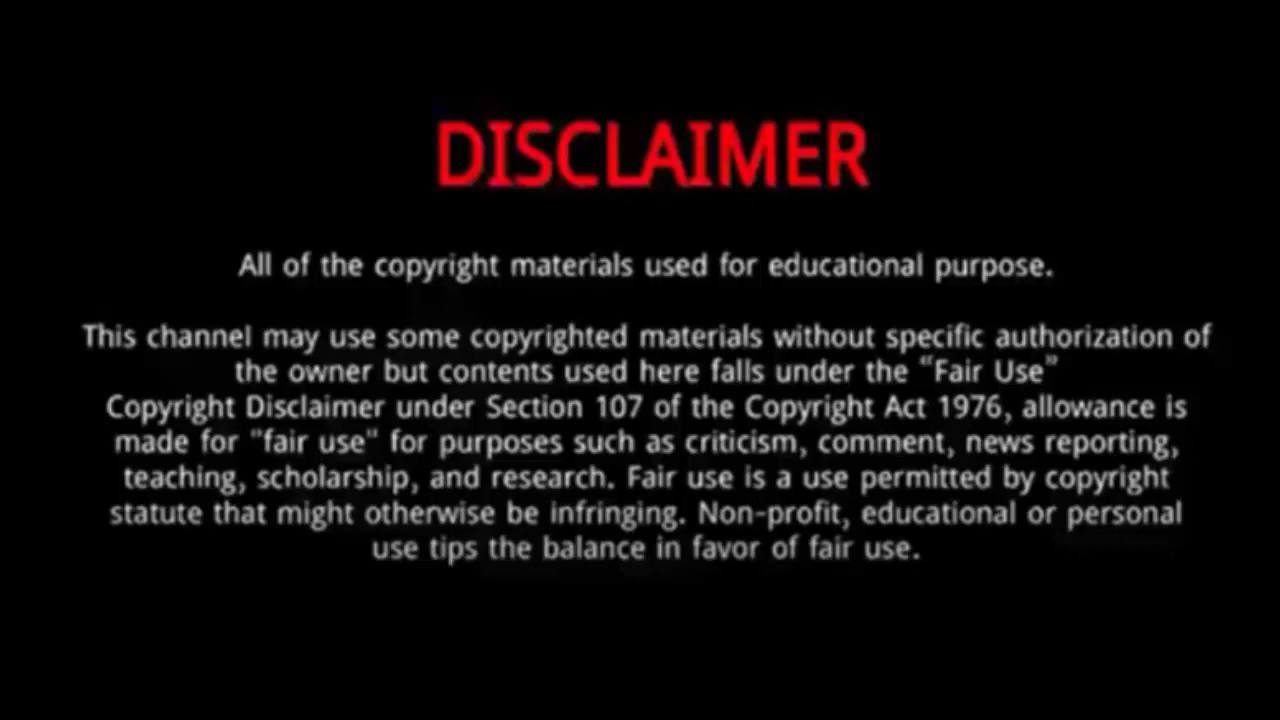 DISCLAIMER
All of the copyright materials used for educational purpose.
This channel may use some copyrighted materials without specific authorization of
the owner but contents used here falls under the “Fair Use”
Copyright Disclaimer under Section 107 of the Copyright Act 1976, allowance is
made for "fair use" for purposes such as criticism, comment, news reporting,
teaching, scholarship, and research. Fair use is a use permitted by copyright
statute that might otherwise be infringing. Non-profit, educational or personal
use tips the balance in favor of fair use.